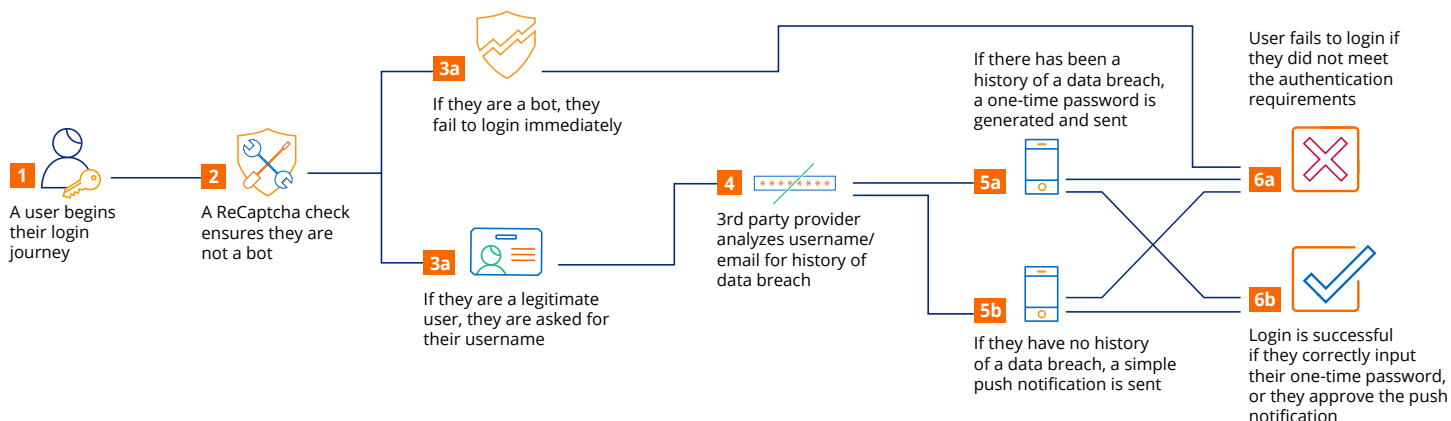 1
A user begins
their login
journey
2
A ReCaptcha check
ensures they are
not a bot
3a
If they are a bot, they
fail to login immediately
3a
If they are a legitimate
user, they are asked for
their username
4
********
3rd party provider
analyzes username/
email for history of
data breach
If there has been a
history of a data breach,
a one-time password is
generated and sent
5a
5b
If they have no history
of a data breach, a simple
push notification is sent
User fails to login if
they did not meet
the authentication
requirements
6a
6b
Login is successful
if they correctly input
their one-time password,
or they approve the push
notification